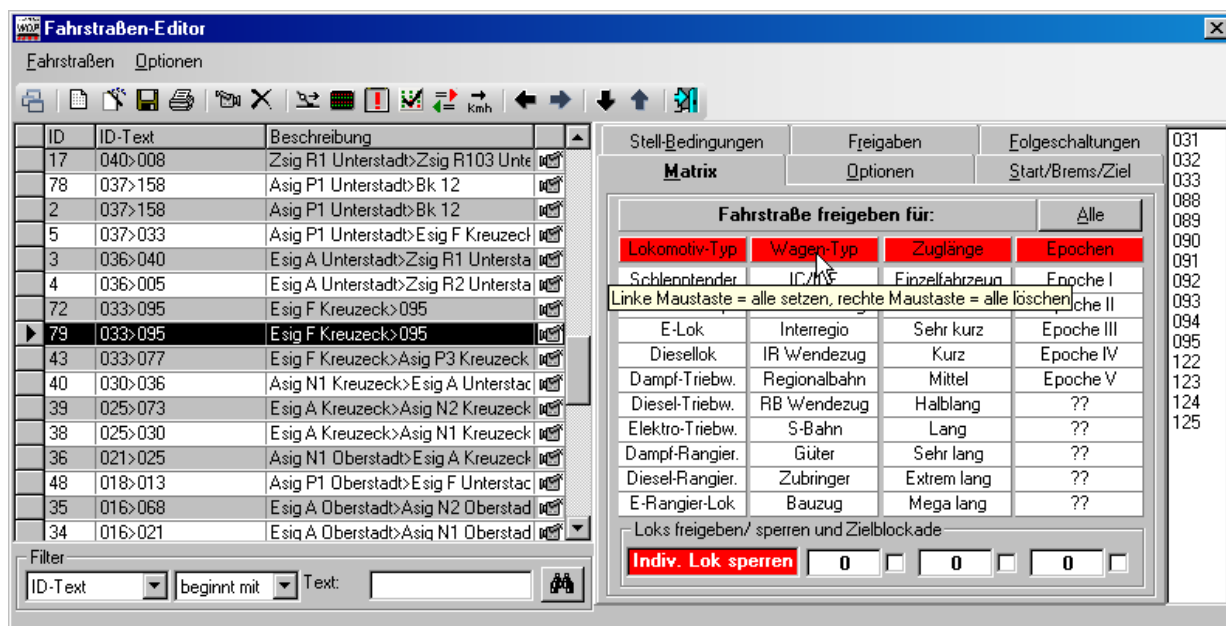 Fahrstraßen-Editor
Fahrstraßen Optionen
Kmh
ID ID-Text Beschreibung
17 040>008 Zsig R1 Unterstadt>Zsig R103 Unte
78 037>158 Asig P1 Unterstadt>Bk 12
2 037>158 Asig P1 Unterstadt>Bk 12
5 037>033 Asig P1 Unterstadt>Esig F Kreuzeck
3 036>040 Esig A Unterstadt>Zsig R1 Untersta
4 036>005 Esig A Unterstadt>Zsig R2 Untersta
72 033>095 Esig F Kreuzeck>095
79 033>095 Esig F Kreuzeck>095
43 033>077 Esig F Kreuzeck>Asig P3 Kreuzeck
40 030>036 Asig N1 Kreuzeck>Esig A Unterstac
39 025>073 Esig A Kreuzeck>Asig N2 Kreuzeck
38 025>030 Esig A Kreuzeck>Asig N1 Kreuzeck
36 021>025 Asig N1 Oberstadt>Esig A Kreuzeck
48 018>013 Asig P1 Oberstadt>Esig F Unterstac
35 016>068 Esig A Oberstadt>Asig N2 Oberstad
34 016>021 Esig A Oberstadt>Asig N1 Oberstad
Filter
ID-Text beginnt mit Text:
Stell-Bedingungen Freigaben Folgeschaltungen
Matrix Optionen Start/Brems/Ziel
Fahrstraße freigeben für: Alle
Lokomotiv-Typ Wagen-Typ Zuglänge Epochen
Schlepptender Einzelfahrzeug Epoche I
Linke Maustaste = alle setzen, rechte Maustaste = alle löschen
che II
E-Lok Interregio Sehr kurz Epoche III
Diesellok IR Wendezug Kurz Epoche IV
Dampf-Triebw. Regionalbahn Mittel Epoche V
Diesel-Triebw. RB Wendezug Halblang ??
Elektro-Triebw. S-Bahn Lang ??
Dampf-Rangier. Güter Sehr lang ??
Diesel-Rangier. Zubringer Extrem lang ??
E-Rangier-Lok Bauzug Mega lang ??
Loks freigeben/ sperren und Zielblockade
Indiv. Lok sperren 0 0 0
031
032
033
088
089
090
091
092
093
094
095
122
123
124
125